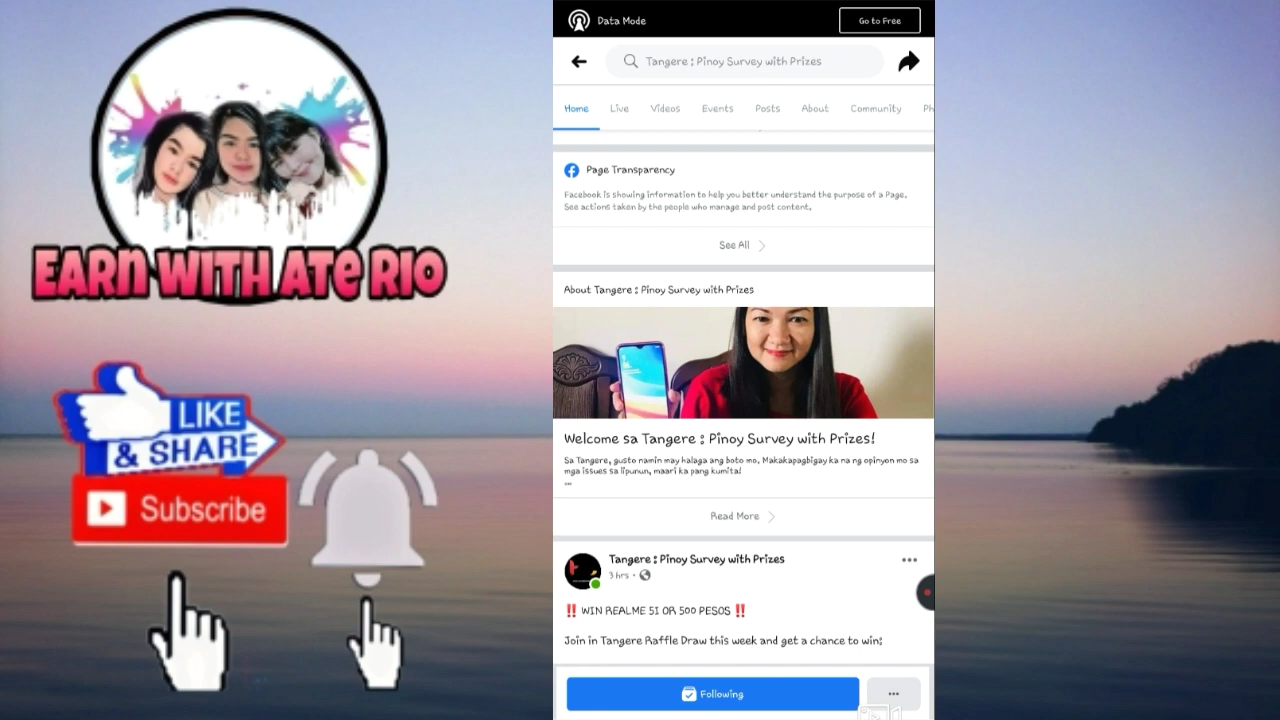 EARN WITH ATE RIO
LIKE
& SHARE
Subscribe
Data Mode
Go to Free
Tangere : Pinoy Survey with Prizes
Home Live Videos Events Posts About Community Ph
Page Transparency
Facebook is showing information to help you better understand the purpose of a Page.
See actions taken by the people who manage and post content.
See All
About Tangere : Pinoy Survey with Prizes
Welcome sa Tangere : Pinoy Survey with Prizes!
Sa Tangere, gusto namin may halaga ang boto mo. Makakapagbigay ka na ng opinyon mo sa
mga issues sa lipunun, maari ka pang kumita!
...
Read More
Tangere : Pinoy Survey with Prizes
3 hrs •
‼ WIN REALME 5I OR 500 PESOS ‼
Join in Tangere Raffle Draw this week and get a chance to win:
Following